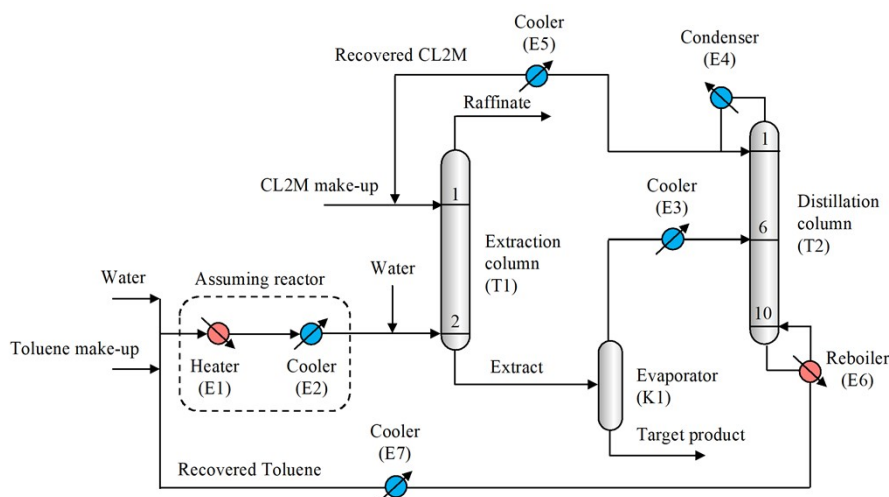 Cooler
(E5)
Condenser
(E4)
Recovered CL2M
Raffinate
1
CL2M make-up
1
Cooler
(E3)
Distillation
column
(T2)
6
Extraction
column
(T1)
Water
Assuming reactor
Water
10
2
Toluene make-up
Heater
(E1)
Cooler
(E2)
Extract
Evaporator
(K1)
Reboiler
(E6)
Cooler
(E7)
Target product
Recovered Toluene